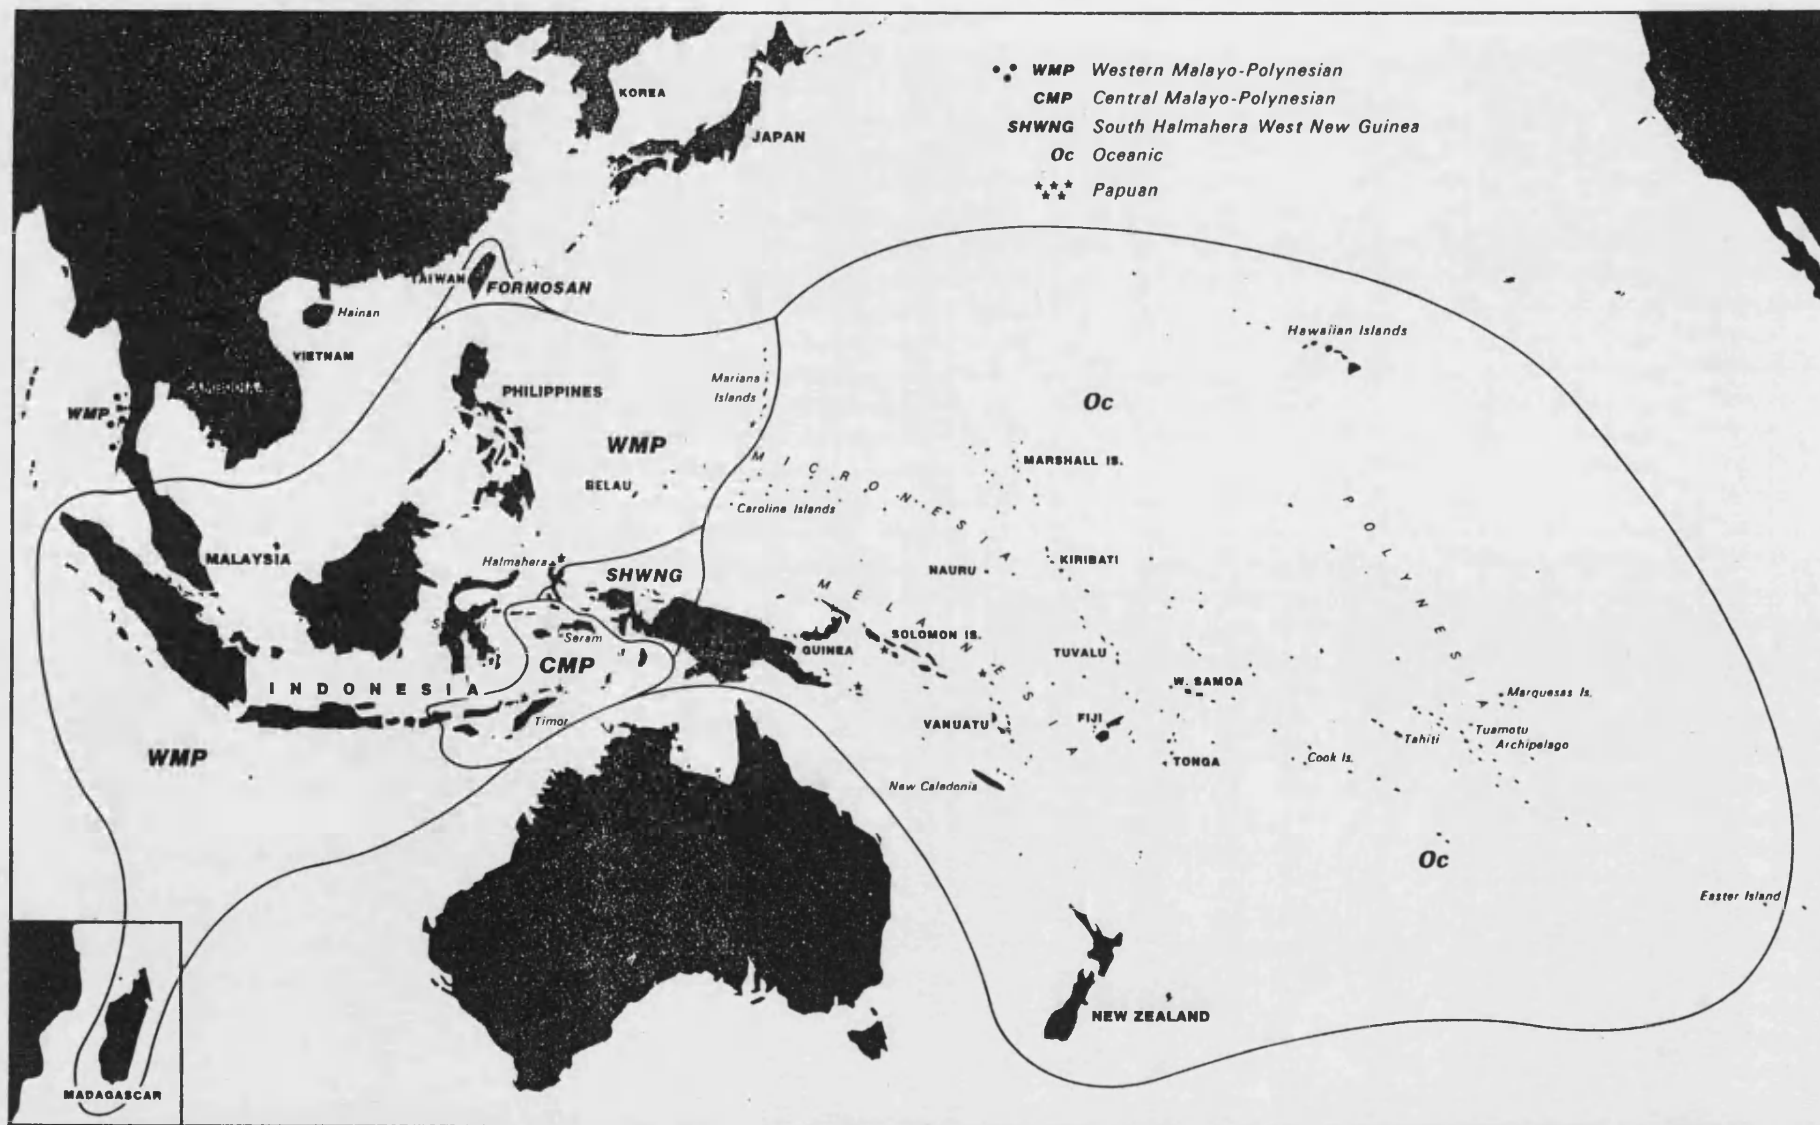 WMP Western Malayo-Polynesian
CMP Central Malayo-Polynesian
SHWNG South Halmahera West New Guinea
Oc Oceanic
Papuan
KOREA
JAPAN
TAIWAN
FORMOSAN
Hainan
VIETNAM
CAMBODIA
WMP
PHILIPPINES
Mariana
Islands
WMP
BELAU
Caroline Islands
MICRONESIA
Oc
Hawaiian Islands
MARSHALL IS.
POLYNESIA
MALAYSIA
Halmahera
SHWNG
NAURU
KIRIBATI
MELANESIA
SOLOMON IS.
GUINEA
Seram
CMP
TUVALU
W. SAMOA
INDONESIA
Timor
VANUATU
FIJI
Marquesas Is.
Tuamotu
Archipelago
Tahiti
Cook Is.
TONGA
New Caledonia
WMP
Oc
Easter Island
NEW ZEALAND
MADAGASCAR